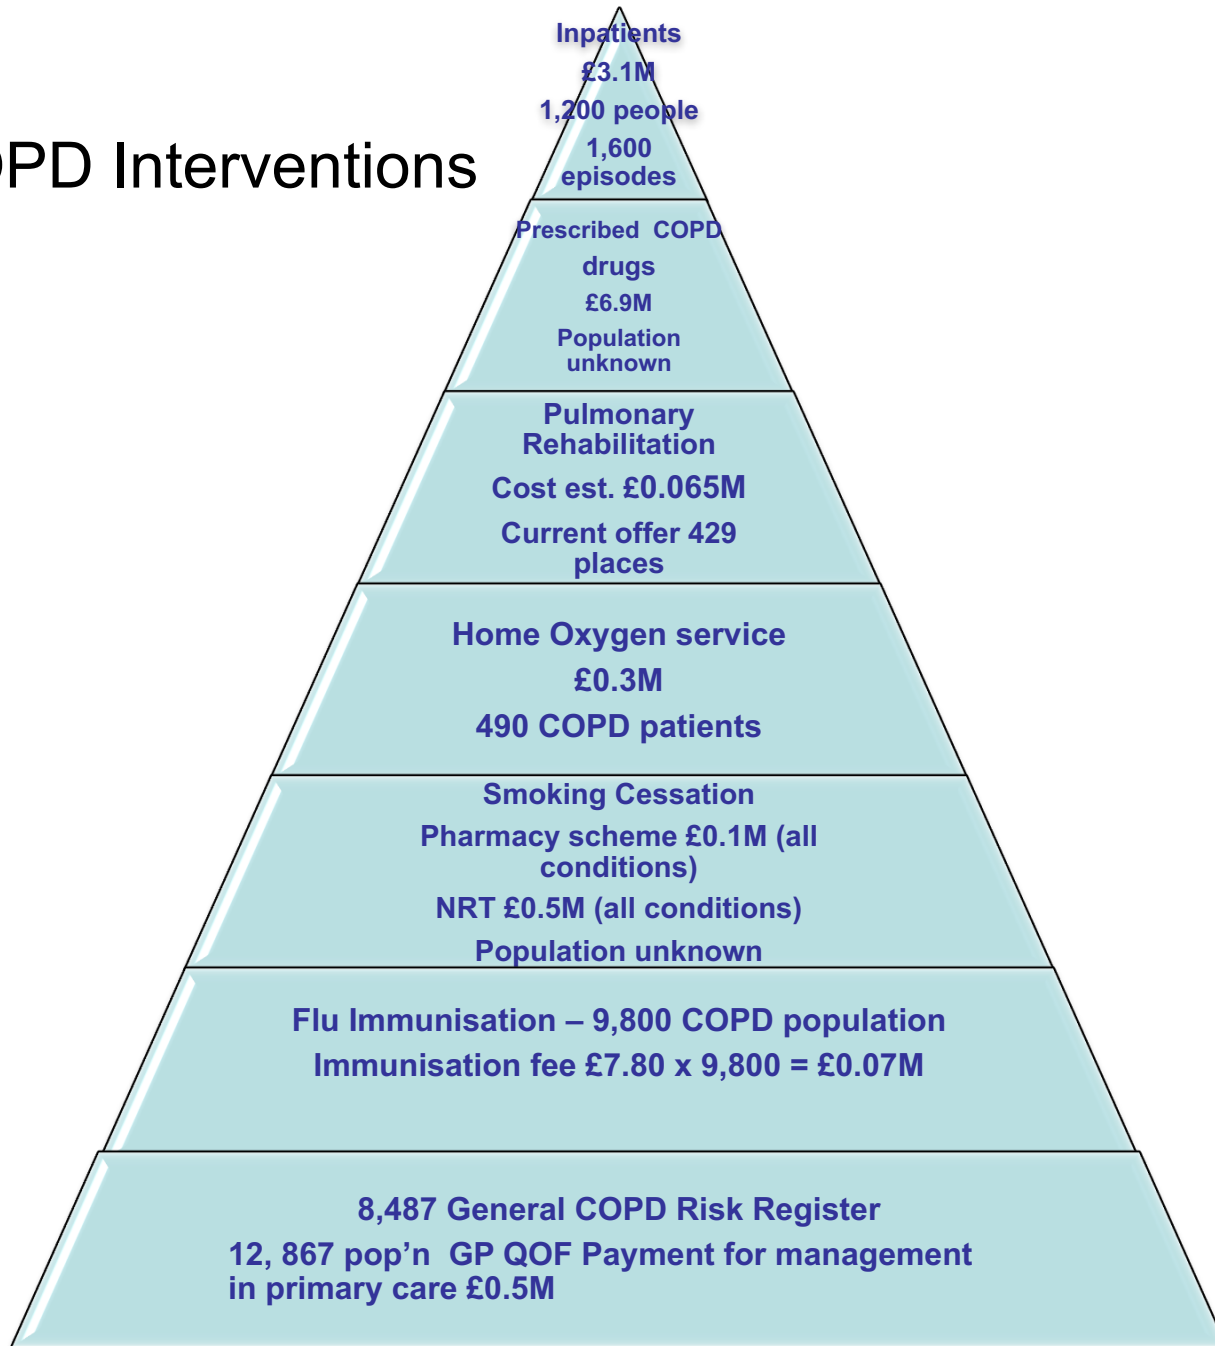 Inpatients
£3.1M
1,200 people
1,600
episodes
PD Interventions
Prescribed COPD
drugs
£6.9M
Population
unknown
Pulmonary
Rehabilitation
Cost est. £0.065M
Current offer 429
places
Home Oxygen service
£0.3M
490 COPD patients
Smoking Cessation
Pharmacy scheme £0.1M (all
conditions)
NRT £0.5M (all conditions)
Population unknown
Flu Immunisation – 9,800 COPD population
Immunisation fee £7.80 x 9,800 = £0.07M
8,487 General COPD Risk Register
12, 867 pop’n GP QOF Payment for management
in primary care £0.5M